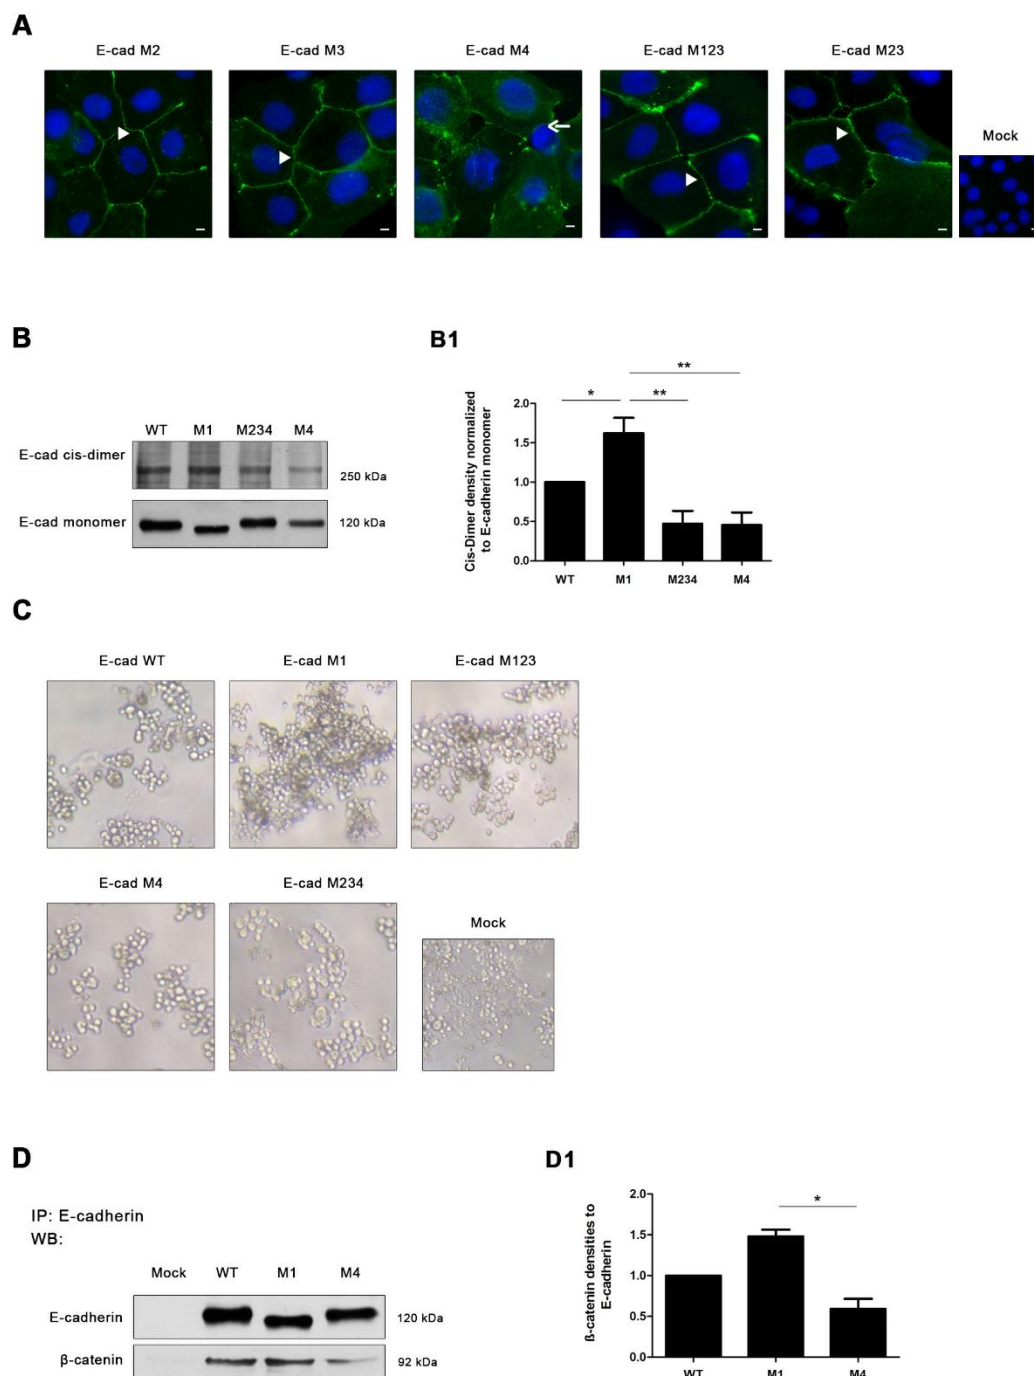 A
E-cad M2 E-cad M3 E-cad M4 E-cad M123 E-cad M23
Mock
B
WT M1 M234 M4
E-cad cis-dimer
250 kDa
E-cad monomer 120 kDa
B1
Cis-Dimer density normalized
to E-cadherin monomer
2.0
1.5
1.0
0.5
0.0
* ** **
WT M1 M234 M4
C
E-cad WT E-cad M1 E-cad M123
E-cad M4 E-cad M234
Mock
D
IP: E-cadherin
WB:
Mock WT M1 M4
E-cadherin 120 kDa
β-catenin 92 kDa
D1
ß-catenin densities to
E-cadherin
2.0
1.5
1.0
0.5
0.0
*
WT M1 M4